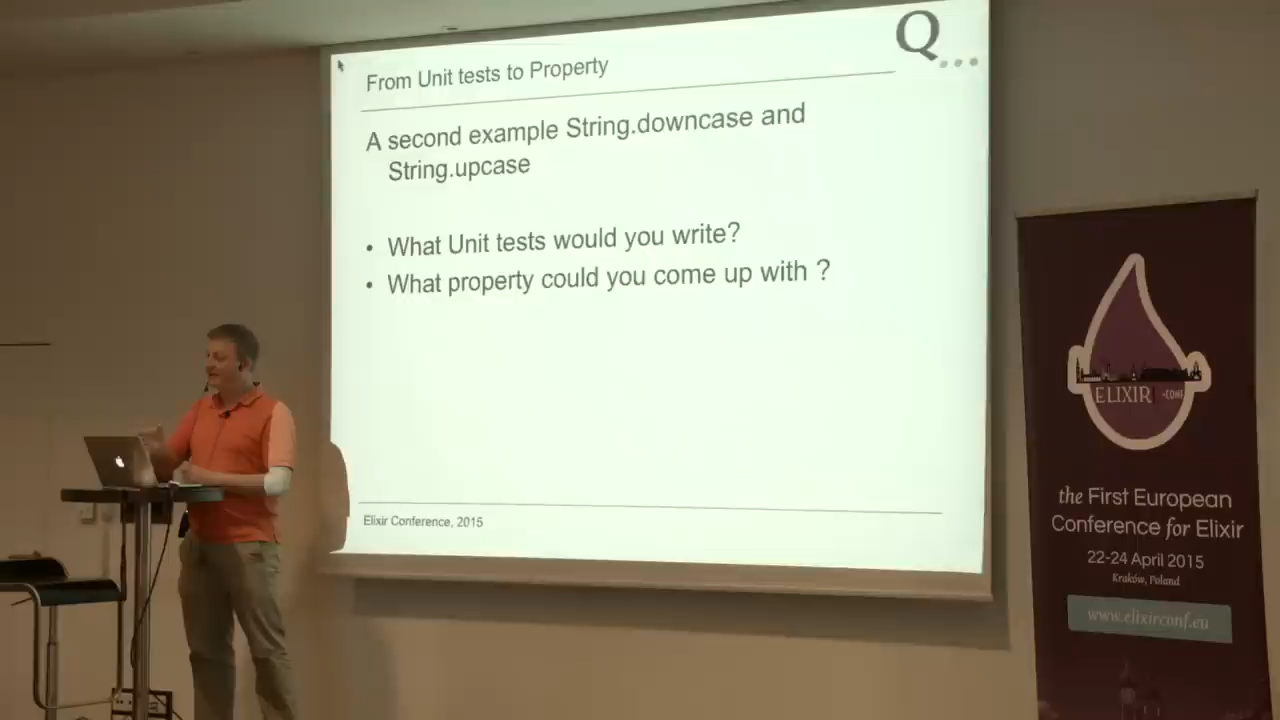 Q...
From Unit tests to Property
A second example String.downcase and
String.upcase
• What Unit tests would you write?
• What property could you come up with ?
Elixir Conference, 2015
ELIXIR -CONF
the First European
Conference for Elixir
22-24 April 2015
Kraków, Poland
www.elixirconf.eu